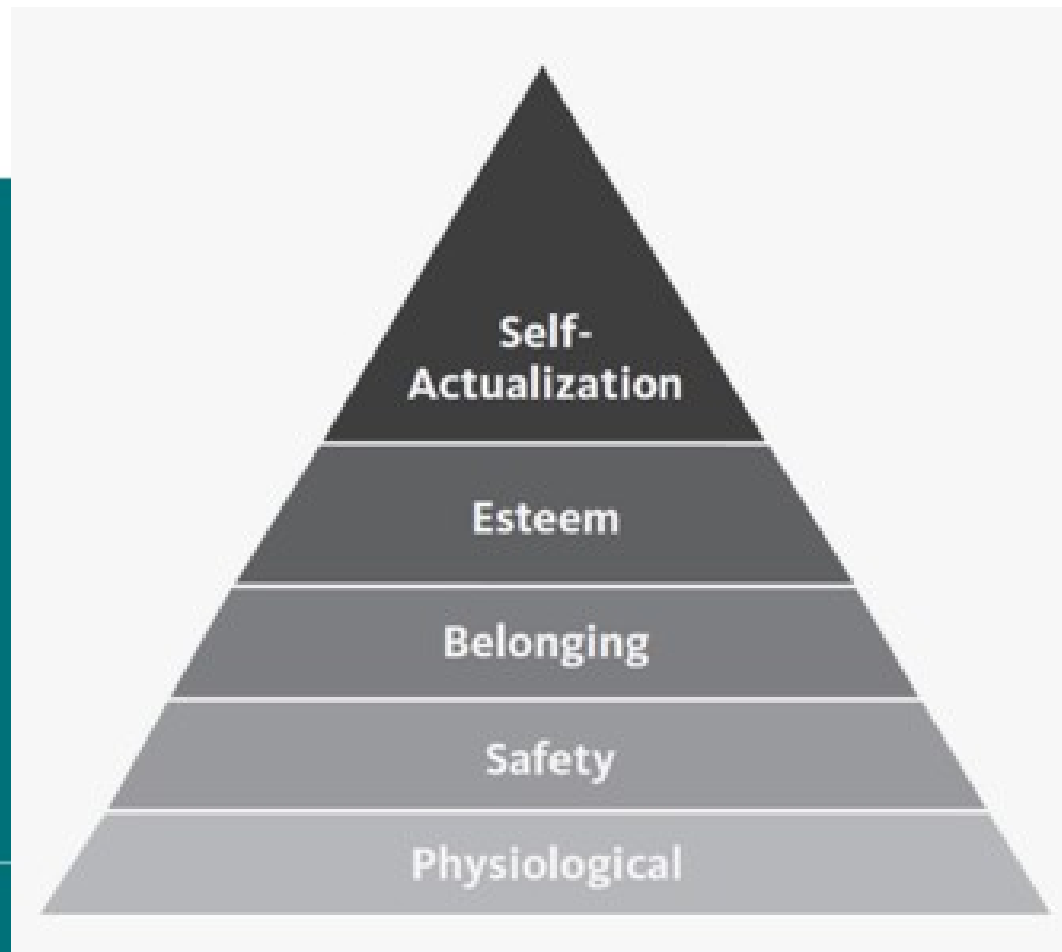 Self-
Actualization
Esteem
Belonging
Safety
Physiological